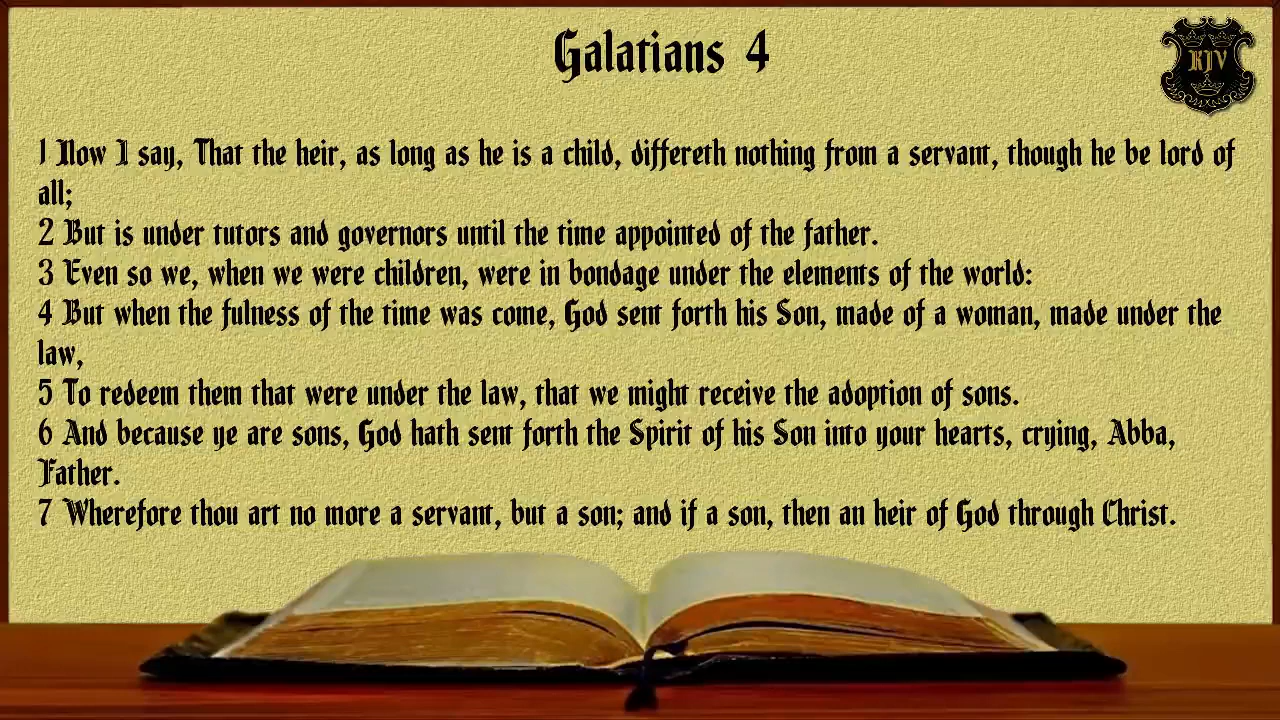 Galatians 4
KJV
1 Now I say, That the heir, as long as he is a child, differeth nothing from a servant, though he be lord of
all;
2 But is under tutors and governors until the time appointed of the father.
3 Even so we, when we were children, were in bondage under the elements of the world:
4 But when the fulness of the time was come, God sent forth his Son, made of a woman, made under the
law,
5 To redeem them that were under the law, that we might receive the adoption of sons.
6 And because ye are sons, God hath sent forth the Spirit of his Son into your hearts, crying, Abba,
Father.
7 Wherefore thou art no more a servant, but a son; and if a son, then an heir of God through Christ.